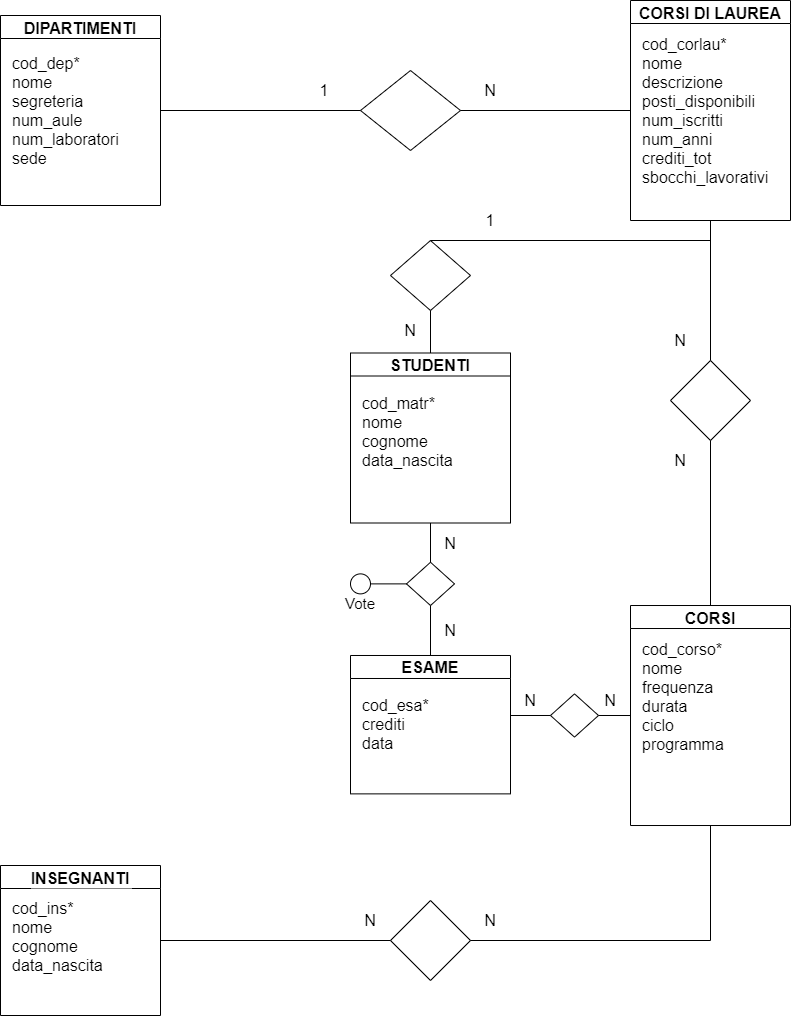 DIPARTIMENTI
cod_dep*
nome
segreteria
num_aule
num_laboratori
sede
1
N
CORSI DI LAUREA
cod_corlau*
nome
descrizione
posti_disponibili
num_iscritti
num_anni
crediti_tot
sbocchi_lavorativi
1
N
N
N
STUDENTI
cod_matr*
nome
cognome
data_nascita
N
Vote
N
ESAME
cod_esa*
crediti
data
N
N
CORSI
cod_corso*
nome
frequenza
durata
ciclo
programma
INSEGNANTI
cod_ins*
nome
cognome
data_nascita
N
N